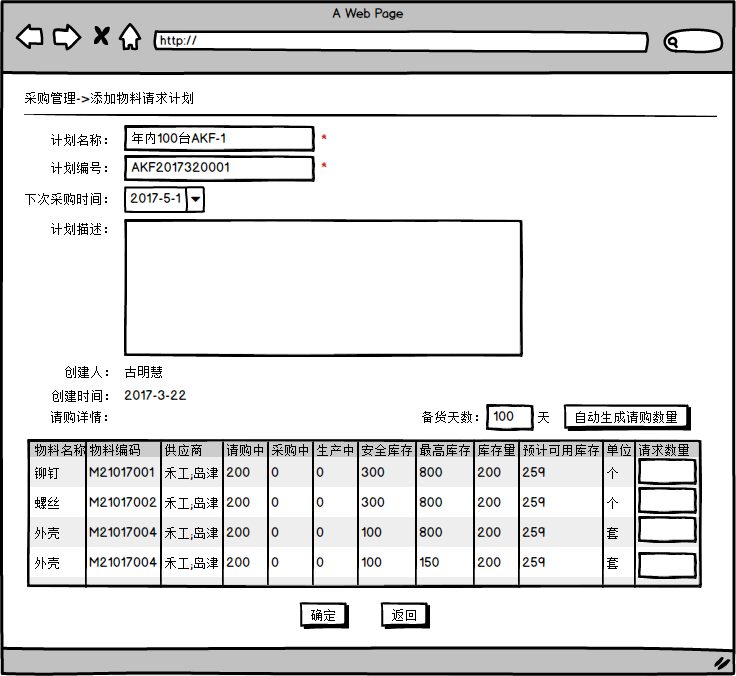 A Web Page
http://
采购管理->添加物料请求计划
计划名称： 年内100台AKF-1 *
计划编号： AKF2017320001 *
下次采购时间： 2017-5-1
计划描述：
创建人： 古明慧
创建时间： 2017-3-22
请购详情： 备货天数： 100 天 自动生成请购数量
物料名称 物料编码 供应商 请购中 采购中 生产中 安全库存 最高库存 库存量 预计可用库存 单位 请求数量
铆钉 M21017001 禾工;岛津 200 0 0 300 800 200 259 个
螺丝 M21017002 禾工;岛津 200 0 0 300 800 200 259 个
外壳 M21017004 禾工;岛津 200 0 0 100 800 200 259 套
外壳 M21017004 禾工;岛津 200 0 0 100 150 200 259 套
确定 返回